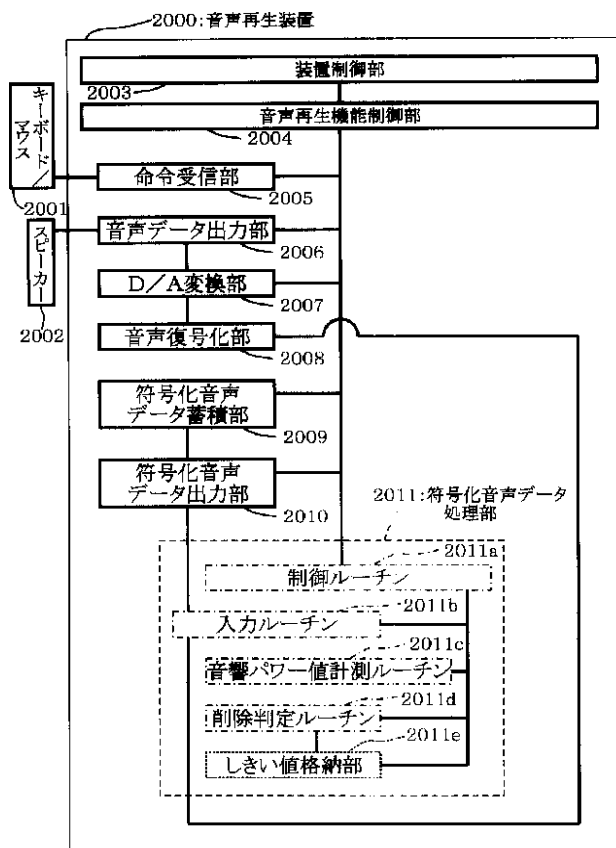 2000:音声再生装置
装置制御部
2003
音声再生機能制御部
2004
キーボード/
マウス
2001
命令受信部
2005
スピーカー
2002
音声データ出力部
2006
D/A変換部
2007
音声復号化部
2008
符号化音声
データ蓄積部
2009
符号化音声
データ出力部
2010
2011:符号化音声データ
処理部
2011a
制御ルーチン
2011b
入力ルーチン
2011c
音響パワー値計測ルーチン
2011d
削除判定ルーチン
2011e
しきい値格納部